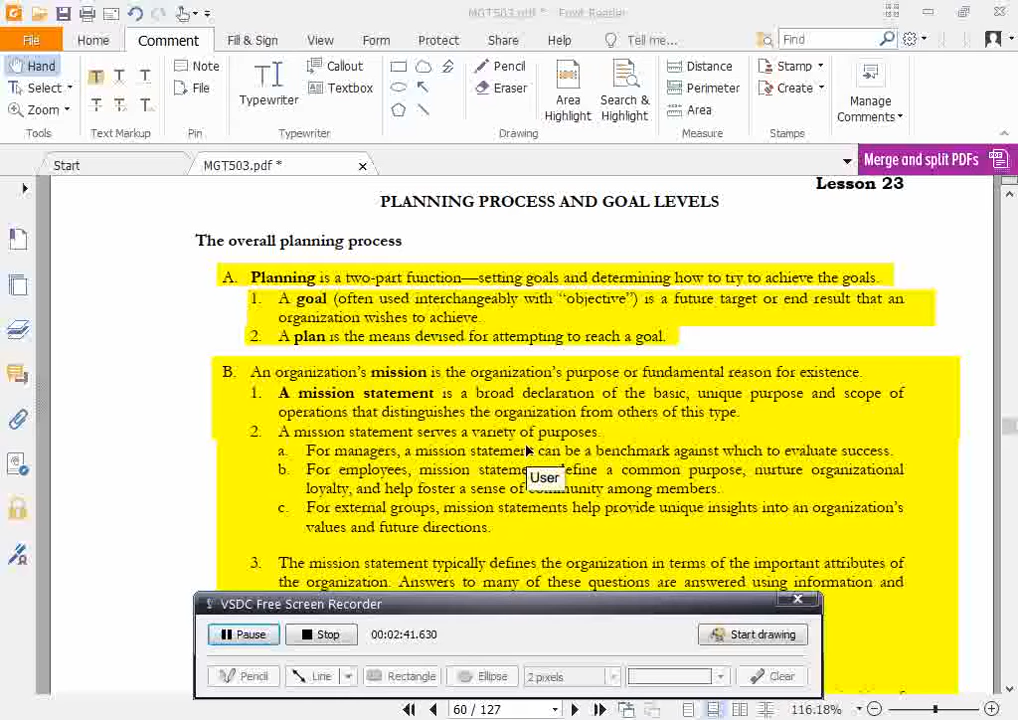 MGT503.pdf * - Foxit Reader
File Home Comment Fill & Sign View Form Protect Share Help Tell me... Find
Hand Note Callout Pencil Distance Stamp
Select File Textbox Eraser Perimeter Create
Zoom Typewriter Area Highlight Search & Highlight Area Manage Comments
Tools Text Markup Pin Typewriter Drawing Measure Stamps
Start MGT503.pdf * Merge and split PDFs
Lesson 23
PLANNING PROCESS AND GOAL LEVELS
The overall planning process
A. Planning is a two-part function—setting goals and determining how to try to achieve the goals.
1. A goal (often used interchangeably with “objective”) is a future target or end result that an
organization wishes to achieve.
2. A plan is the means devised for attempting to reach a goal.
B. An organization’s mission is the organization’s purpose or fundamental reason for existence.
1. A mission statement is a broad declaration of the basic, unique purpose and scope of
operations that distinguishes the organization from others of this type.
2. A mission statement serves a variety of purposes.
a. For managers, a mission statement can be a benchmark against which to evaluate success.
b. For employees, mission stateme efine a common purpose, nurture organizational
User
loyalty, and help foster a sense of community among members.
c. For external groups, mission statements help provide unique insights into an organization’s
values and future directions.
3. The mission statement typically defines the organization in terms of the important attributes of
the organization. Answers to many of these questions are answered using information and
VSDC Free Screen Recorder
Pause Stop 00:02:41.630 Start drawing
Pencil Line Rectangle Ellipse 2 pixels Clear
60 / 127 116.18%